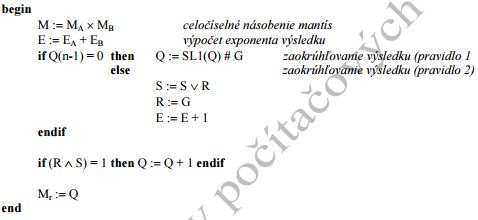 begin
M := MA × MB celočíselné násobenie mantís
E := EA + EB výpočet exponenta výsledku
if Q(n-1) = 0 then Q := SL1(Q) # G zaokrúhľovanie výsledku (pravidlo 1
else zaokrúhľovanie výsledku (pravidlo 2)
S := S ∨ R
R := G
E := E + 1
endif
if (R ∧ S) = 1 then Q := Q + 1 endif
Mr := Q
end
v počítačových